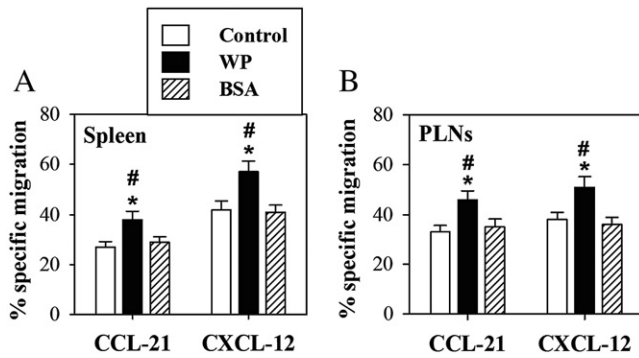 Control
WP
BSA
A
B
80
60
40
20
0
% specific migration
Spleen
#
*
#
*
CCL-21
CXCL-12
80
60
40
20
0
% specific migration
PLNs
#
*
#
*
CCL-21
CXCL-12